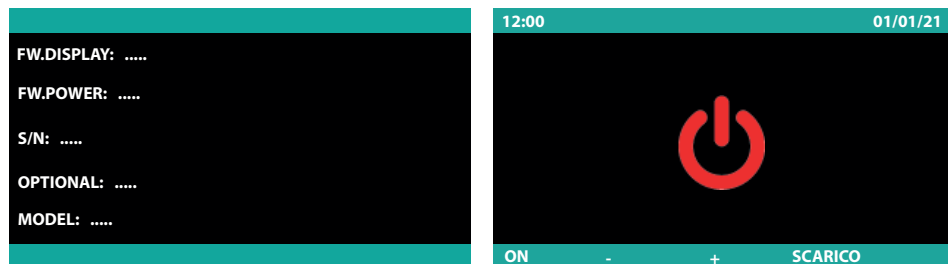 FW.DISPLAY: .....
FW.POWER: .....
S/N: .....
OPTIONAL: .....
MODEL: .....
12:00 01/01/21
ON - + SCARICO